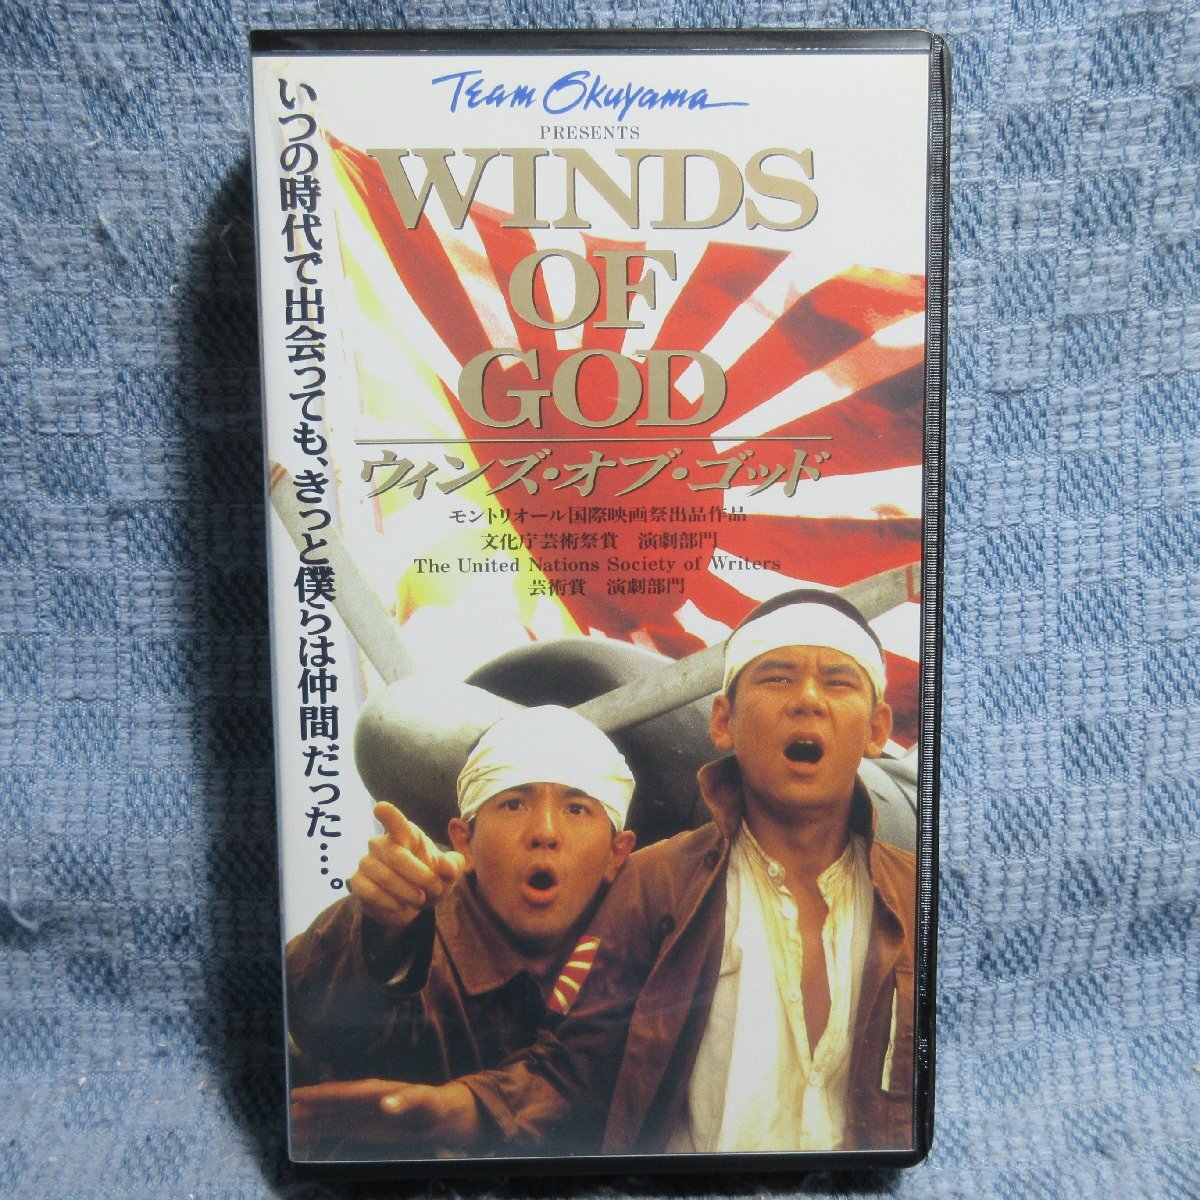 Team Okuyama
PRESENTS
WINDS
OF
GOD
ウィンズ・オブ・ゴッド
モントリオール国際映画祭出品作品
文化庁芸術祭賞 演劇部門
The United Nations Society of Writers
芸術賞 演劇部門
いつの時代で出会っても、きっと僕らは仲間だった…。